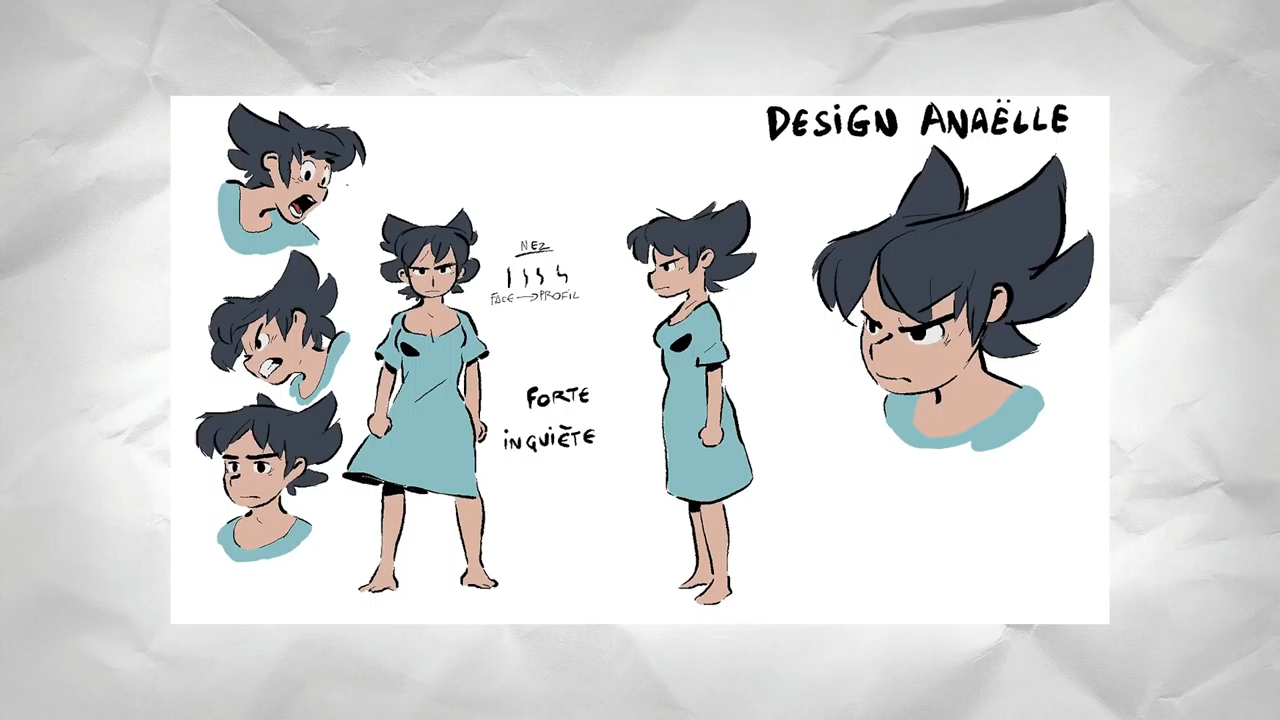 DESIGN ANAËLLE
NEZ
FACE → PROFIL
FORTE
INQUIÈTE